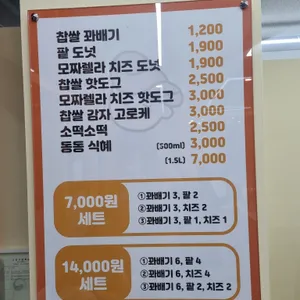 찹쌀 꽈배기 1,200
팥 도넛 1,900
모짜렐라 치즈 도넛 1,900
찹쌀 핫도그 2,500
모짜렐라 치즈 핫도그 3,000
찹쌀 감자 고로케 3,000
소떡소떡 2,500
동동 식혜 (500ml) 3,000
(1.5L) 7,000
7,000원 세트
①꽈배기 3, 팥 2
②꽈배기 3, 치즈 2
③꽈배기 3, 팥 1, 치즈 1
14,000원 세트
①꽈배기 6, 팥 4
②꽈배기 6, 치즈 4
③꽈배기 6, 팥 2, 치즈 2